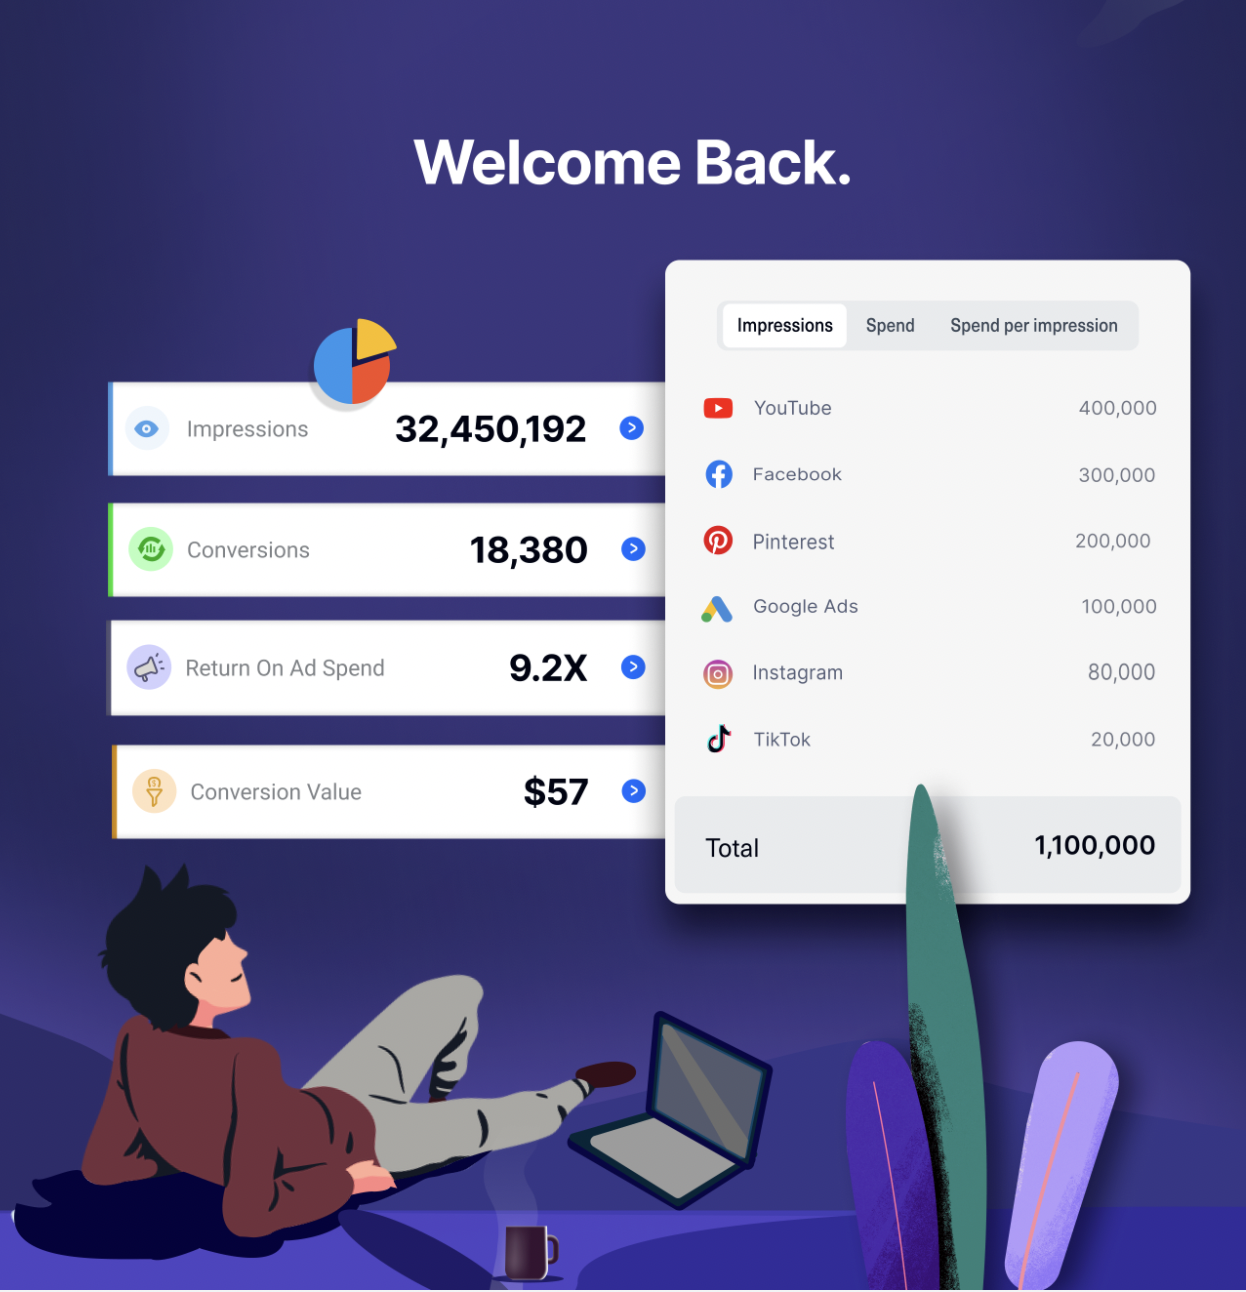 Welcome Back.
Impressions 32,450,192
Conversions 18,380
Return On Ad Spend 9.2X
Conversion Value $57
Impressions Spend Spend per impression
YouTube 400,000
Facebook 300,000
Pinterest 200,000
Google Ads 100,000
Instagram 80,000
TikTok 20,000
Total 1,100,000